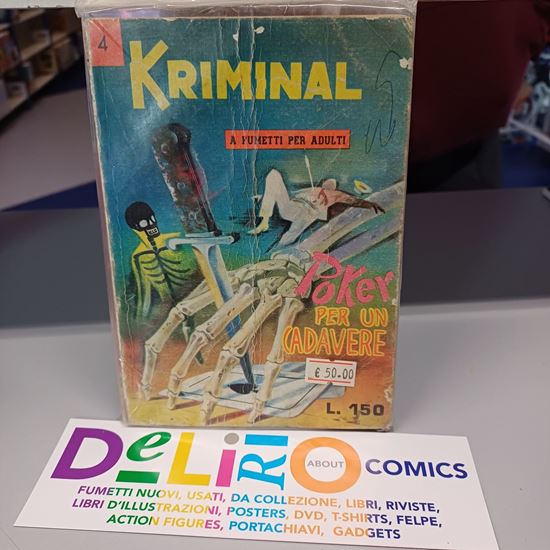 4
KRIMINAL
A FUMETTI PER ADULTI
POKER
PER UN
CADAVERE
€ 50.00
L. 150
DeLiRiO ABOUT COMICS
FUMETTI NUOVI, USATI, DA COLLEZIONE, LIBRI, RIVISTE,
LIBRI D'ILLUSTRAZIONI, POSTERS, DVD, T-SHIRTS, FELPE,
ACTION FIGURES, PORTACHIAVI, GADGETS